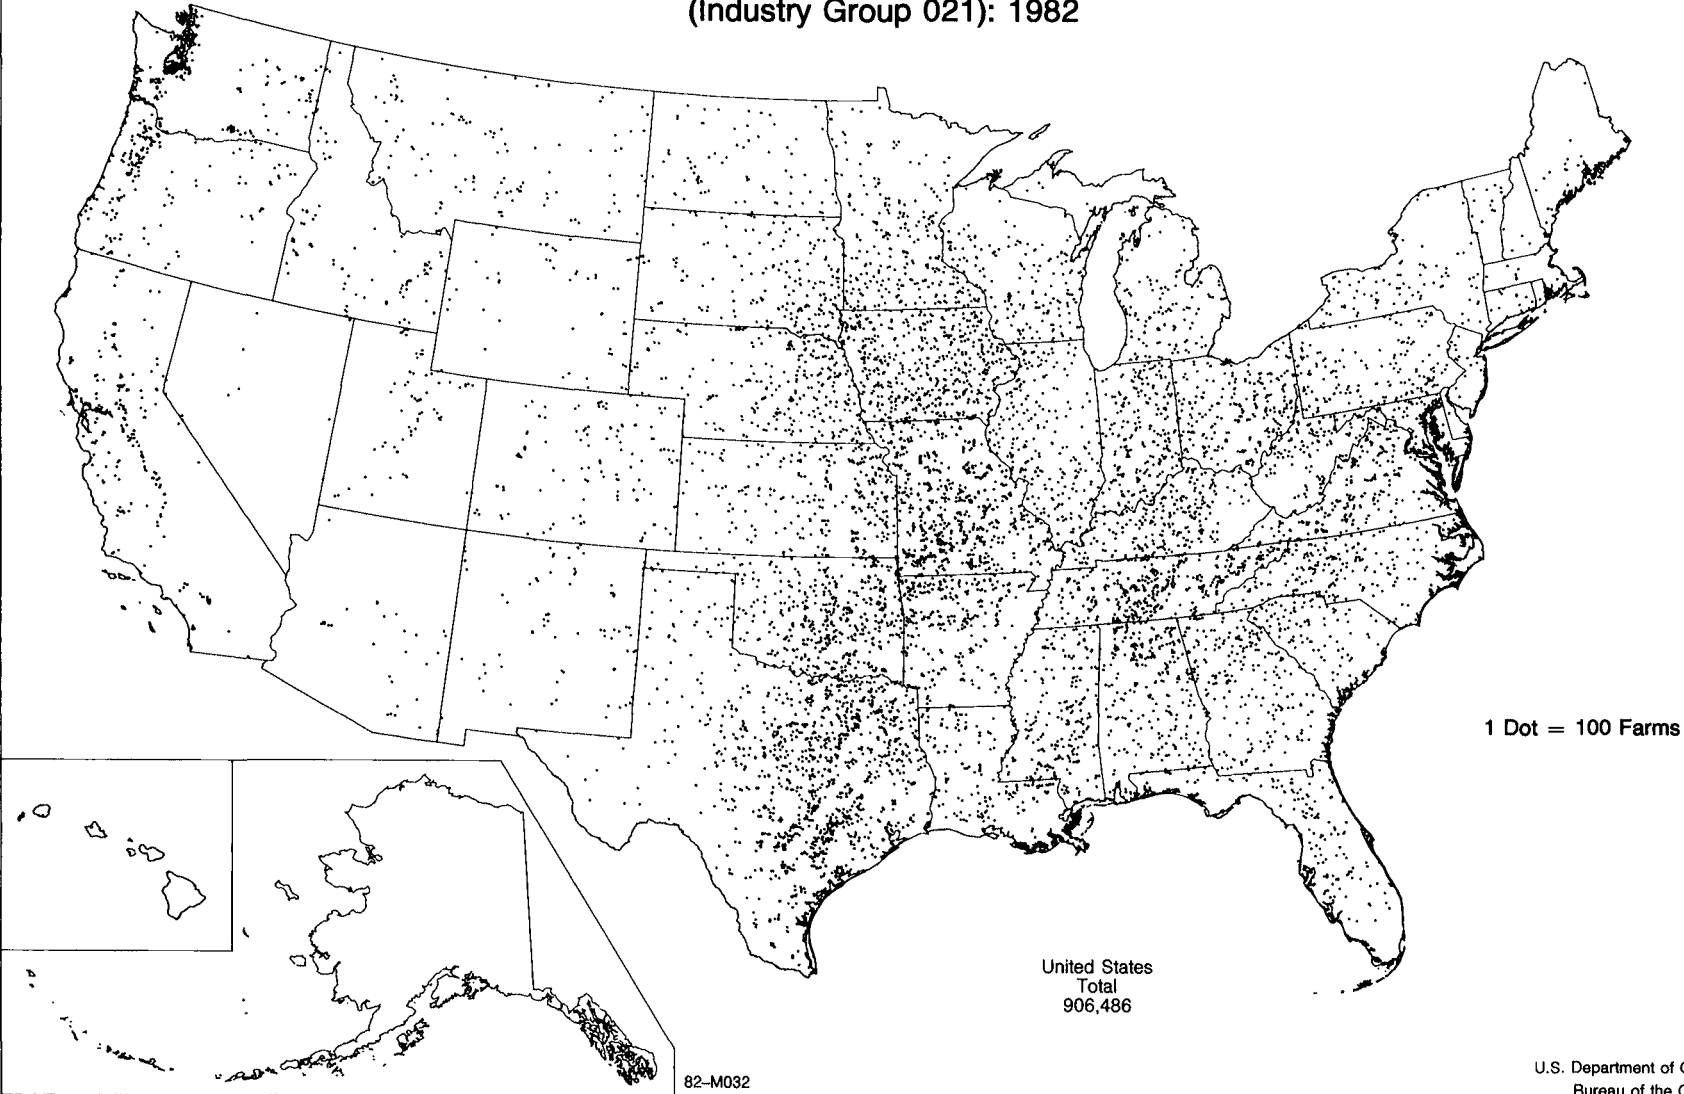 (Industry Group 021): 1982
1 Dot = 100 Farms
United States
Total
906,486
82–M032
U.S. Department of
Bureau of the